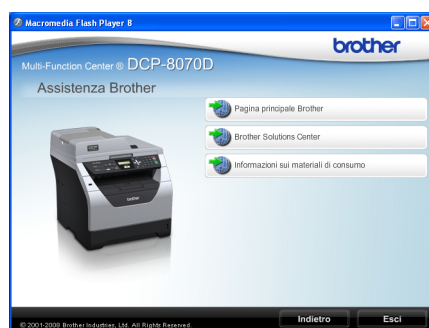 Macromedia Flash Player 8
brother
Multi-Function Center ® DCP-8070D
Assistenza Brother
Pagina principale Brother
Brother Solutions Center
Informazioni sui materiali di consumo
brother
Indietro
Esci
© 2001-2008 Brother Industries, Ltd. All Rights Reserved.